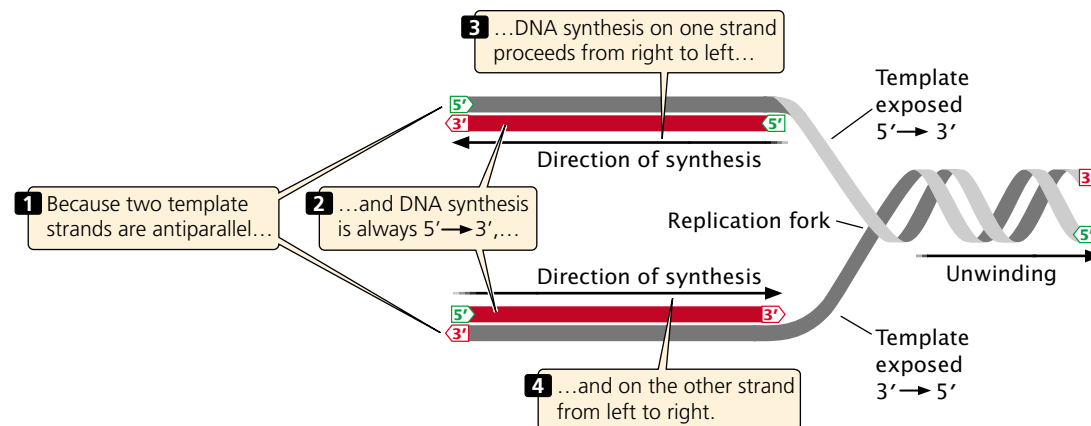 3 …DNA synthesis on one strand
proceeds from right to left…
Template
exposed
5′→ 3′
5′
3′
5′
Direction of synthesis
1 Because two template
strands are antiparallel…
2 …and DNA synthesis
is always 5′→ 3′,…
Replication fork
3′
5′
Unwinding
Direction of synthesis
5′
3′
3′
Template
exposed
3′→ 5′
4 …and on the other strand
from left to right.